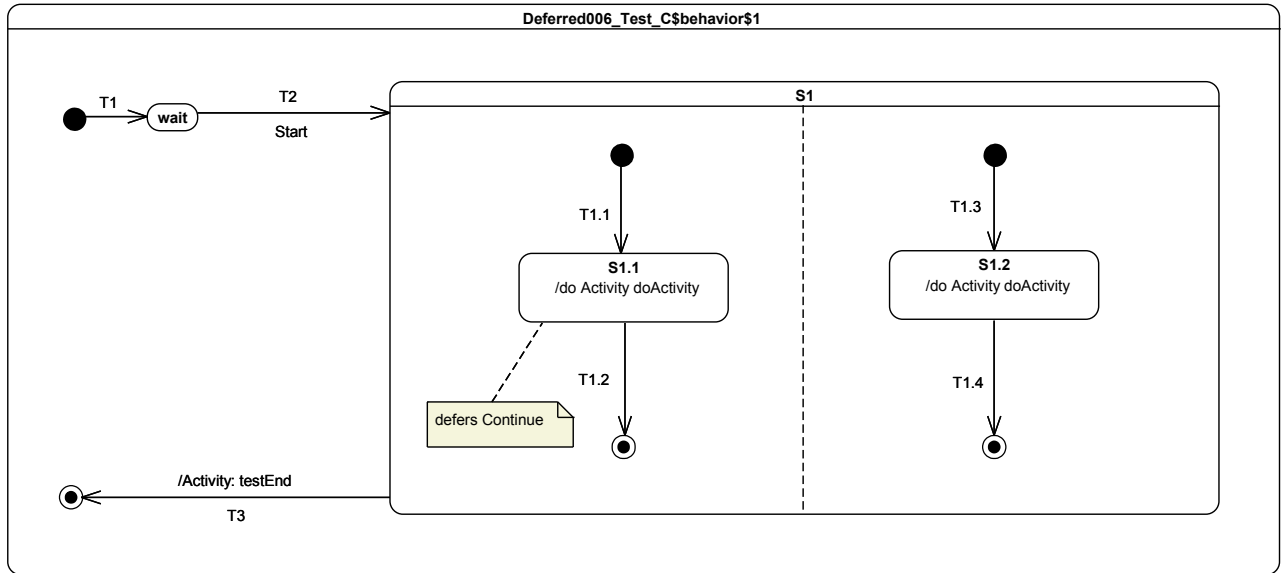 Deferred006_Test_C$behavior$1
T1
wait
T2
Start
S1
T1.1
S1.1
/do Activity doActivity
defers Continue
T1.2
T1.3
S1.2
/do Activity doActivity
T1.4
/Activity: testEnd
T3